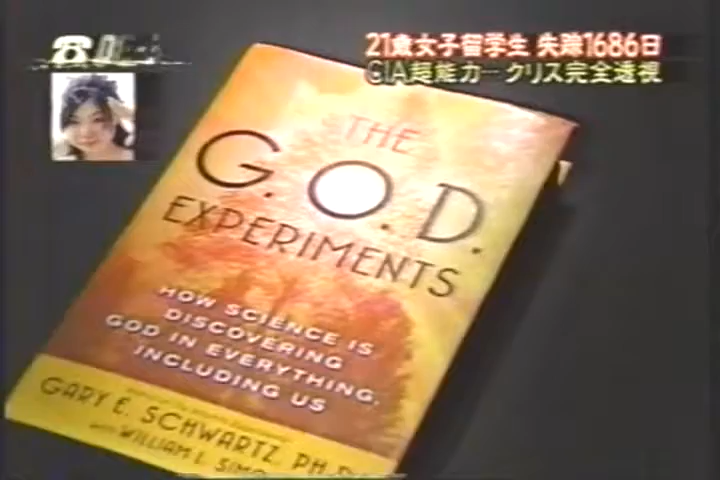 21歳女子留学生 失踪1686日
CIA超能力―クリス完全透視
THE
G.O.D.
EXPERIMENTS
HOW SCIENCE IS
DISCOVERING
GOD IN EVERYTHING,
INCLUDING US
GARY E. SCHWARTZ, PH.D.
WILLIAM L.